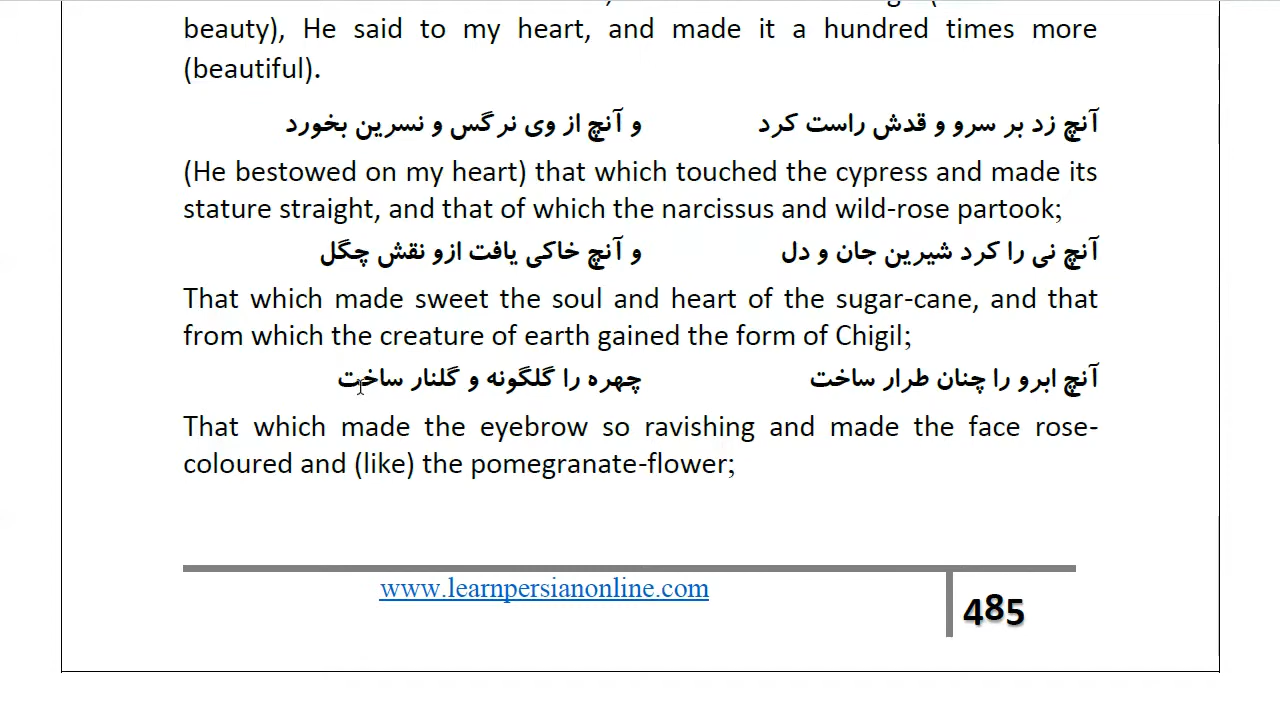 beauty), He said to my heart, and made it a hundred times more
(beautiful).
آنچ زد بر سرو و قدش راست کرد و آنچ از وی نرگس و نسرین بخورد
(He bestowed on my heart) that which touched the cypress and made its
stature straight, and that of which the narcissus and wild-rose partook;
آنچ نی را کرد شیرین جان و دل و آنچ خاکی یافت ازو نقش چگل
That which made sweet the soul and heart of the sugar-cane, and that
from which the creature of earth gained the form of Chigil;
آنچ ابرو را چنان طرار ساخت چهره را گلگونه و گلنار ساخت
That which made the eyebrow so ravishing and made the face rose-
coloured and (like) the pomegranate-flower;
www.learnpersianonline.com
485